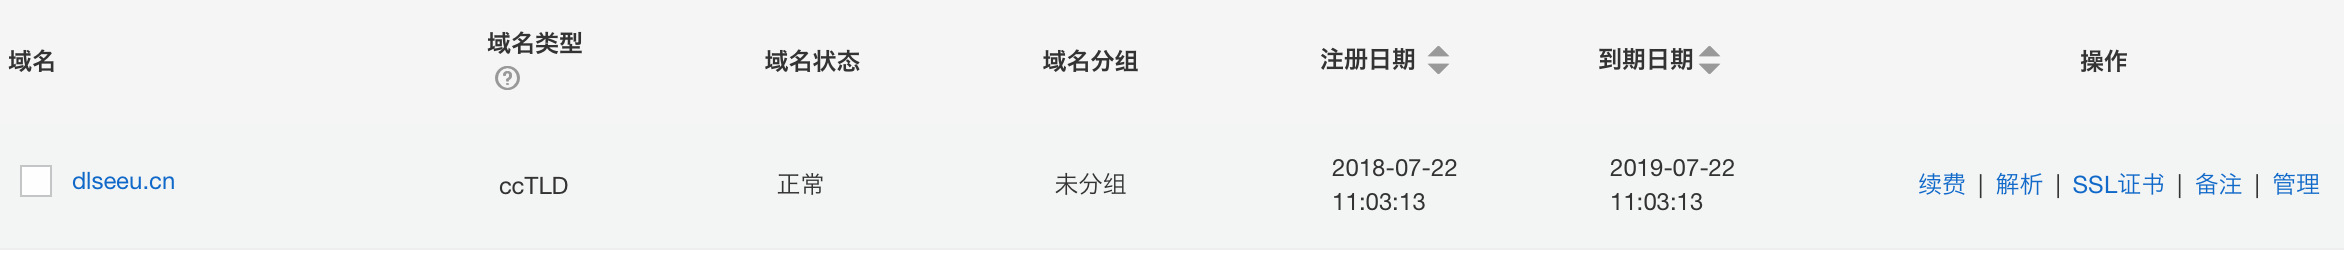 域名 域名类型 域名状态 域名分组 注册日期 到期日期 操作
dlseeu.cn ccTLD 正常 未分组 2018-07-22 2019-07-22 续费 | 解析 | SSL证书 | 备注 | 管理
11:03:13 11:03:13